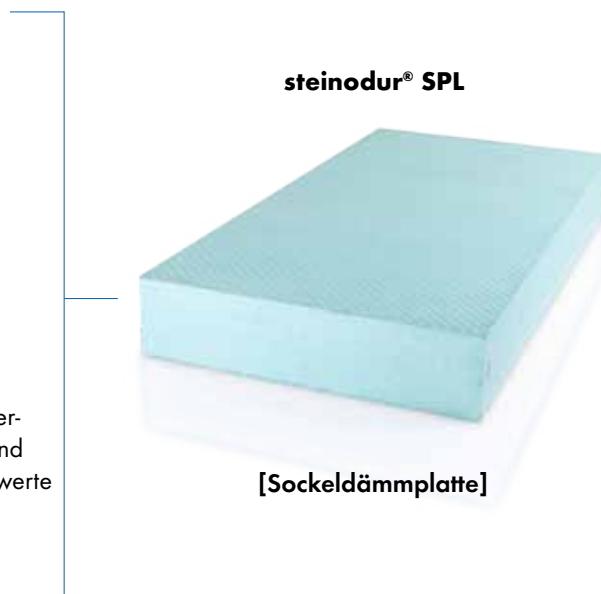 steinodur® SPL
er-
nd
werte
[Sockeldämmplatte]